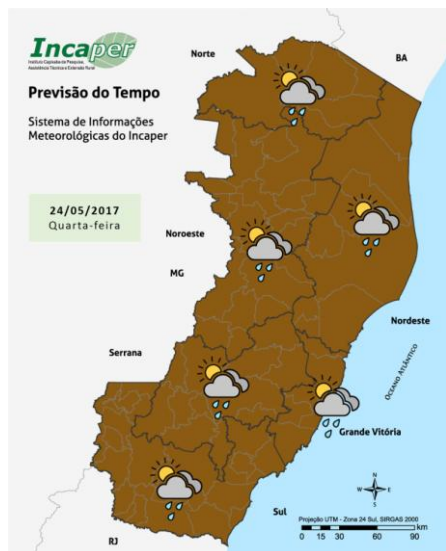 Incaper
Instituto Capixaba de Pesquisa,
Assistência Técnica e Extensão Rural
Previsão do Tempo
Sistema de Informações
Meteorológicas do Incaper
24/05/2017
Quarta-feira
Norte
BA
Noroeste
MG
Nordeste
OCEANO ATLÂNTICO
Serrana
Grande Vitória
Sul
RJ
N
W
E
S
Projeção UTM - Zona 24 Sul, SIRGAS 2000
0 15 30 60 90
km